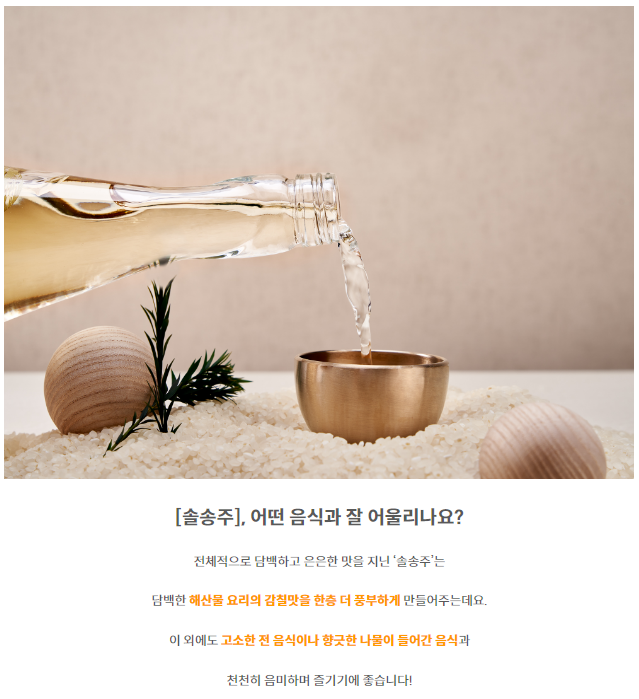 [솔송주], 어떤 음식과 잘 어울리나요?
전체적으로 담백하고 은은한 맛을 지닌 ‘솔송주’는
담백한 해산물 요리의 감칠맛을 한층 더 풍부하게 만들어주는데요.
이 외에도 고소한 전 음식이나 향긋한 나물이 들어간 음식과
천천히 음미하며 즐기기에 좋습니다!